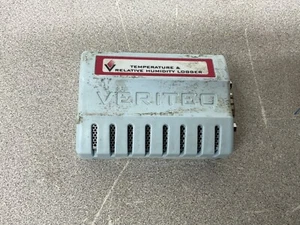 TEMPERATURE &
RELATIVE HUMIDITY LOGGER
VERITEQ